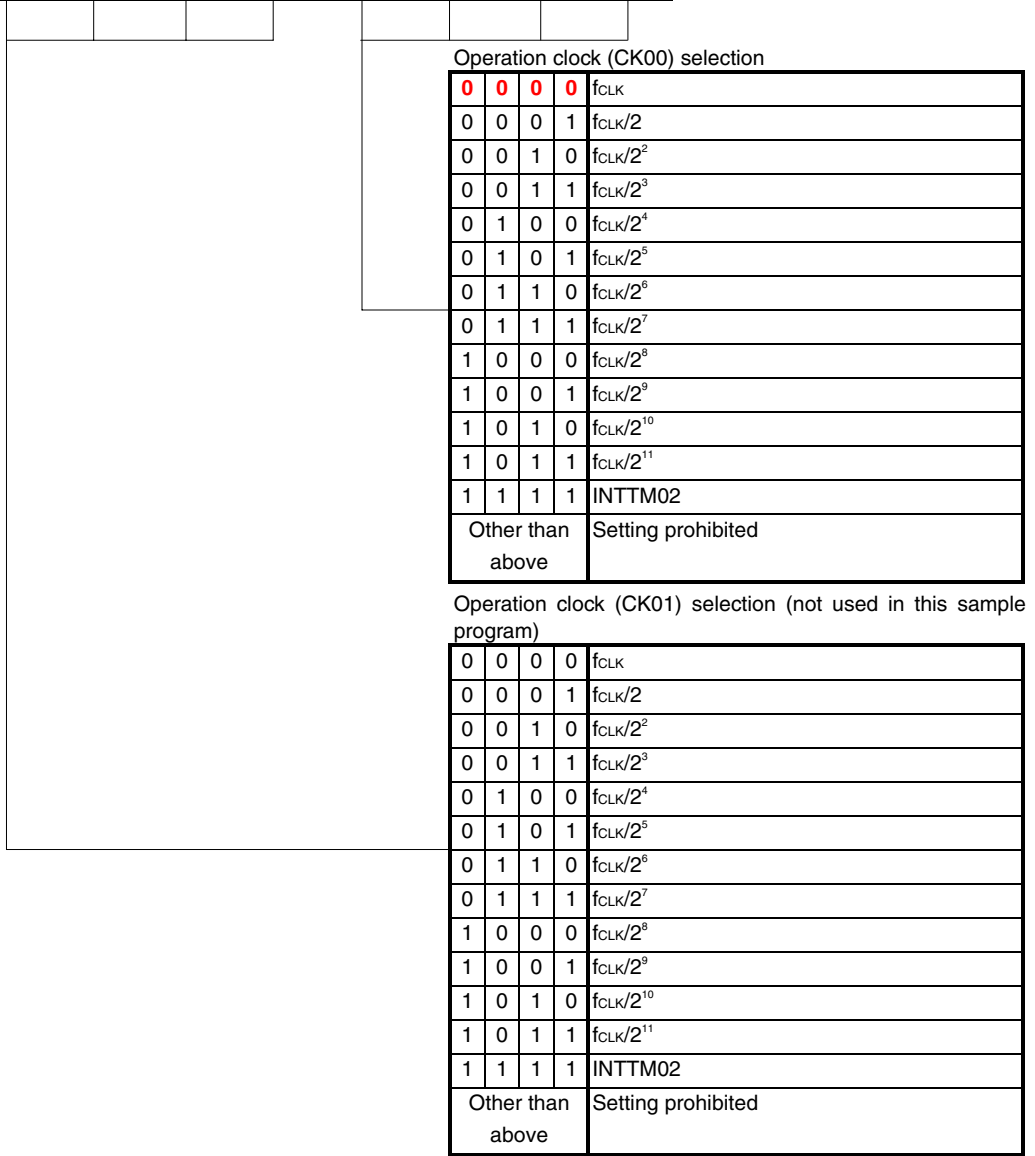 Operation clock (CK00) selection
0 0 0 0 fCLK
0 0 0 1 fCLK/2
0 0 1 0 fCLK/2²
0 0 1 1 fCLK/2³
0 1 0 0 fCLK/2⁴
0 1 0 1 fCLK/2⁵
0 1 1 0 fCLK/2⁶
0 1 1 1 fCLK/2⁷
1 0 0 0 fCLK/2⁸
1 0 0 1 fCLK/2⁹
1 0 1 0 fCLK/2¹⁰
1 0 1 1 fCLK/2¹¹
1 1 1 1 INTTM02
Other than Setting prohibited
above
Operation clock (CK01) selection (not used in this sample
program)
0 0 0 0 fCLK
0 0 0 1 fCLK/2
0 0 1 0 fCLK/2²
0 0 1 1 fCLK/2³
0 1 0 0 fCLK/2⁴
0 1 0 1 fCLK/2⁵
0 1 1 0 fCLK/2⁶
0 1 1 1 fCLK/2⁷
1 0 0 0 fCLK/2⁸
1 0 0 1 fCLK/2⁹
1 0 1 0 fCLK/2¹⁰
1 0 1 1 fCLK/2¹¹
1 1 1 1 INTTM02
Other than Setting prohibited
above